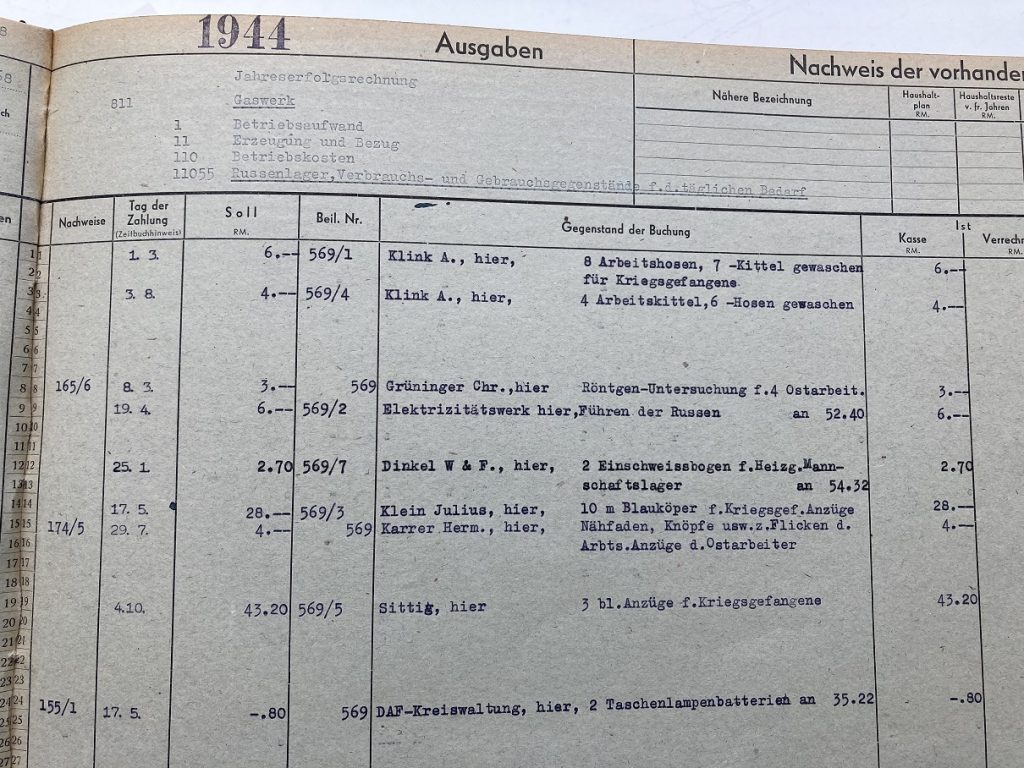 1944 Ausgaben
Nachweis der vorhanden
Jahreserfolgsrechnung
811 Gaswerk
1 Betriebsaufwand
11 Erzeugung und Bezug
110 Betriebskosten
11055 Russenlager,Verbrauchs- und Gebrauchsgegenstände f.d.täglichen Bedarf
Nähere Bezeichnung Haushalt-plan RM. Haushaltsreste v. fr. Jahren RM.
Nachweise Tag der Zahlung (Zeitbuchhinweis) Soll RM. Beil. Nr. Gegenstand der Buchung Ist Kasse RM. Verrechn RM.
1. 3. 6.-- 569/1 Klink A., hier, 8 Arbeitshosen, 7 -Kittel gewaschen 6.--
für Kriegsgefangene
3. 8. 4.-- 569/4 Klink A., hier, 4 Arbeitskittel,6 -Hosen gewaschen 4.--
165/6 8. 3. 3.-- 569 Grüninger Chr.,hier Röntgen-Untersuchung f.4 Ostarbeit. 3.--
19. 4. 6.-- 569/2 Elektrizitätswerk hier,Führen der Russen an 52.40 6.--
25. 1. 2.70 569/7 Dinkel W & F., hier, 2 Einschweissbogen f.Heizg.Mann- 2.70
schaftslager an 54.32
17. 5. 28.-- 569/3 Klein Julius, hier, 10 m Blauköper f.Kriegsgef.Anzüge 28.--
174/5 29. 7. 4.-- 569 Karrer Herm., hier, Nähfaden, Knöpfe usw.z.Flicken d. 4.--
Arbts.Anzüge d.Ostarbeiter
4.10. 43.20 569/5 Sittig, hier 3 bl.Anzüge f.Kriegsgefangene 43.20
155/1 17. 5. -.80 569 DAF-Kreiswaltung, hier, 2 Taschenlampenbatterien an 35.22 -.80